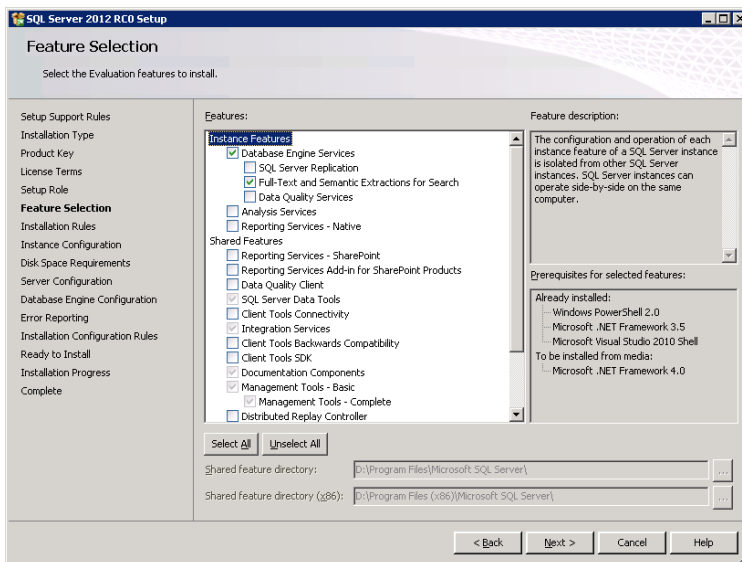 SQL Server 2012 RC0 Setup
Feature Selection
Select the Evaluation features to install.
Setup Support Rules
Installation Type
Product Key
License Terms
Setup Role
Feature Selection
Installation Rules
Instance Configuration
Disk Space Requirements
Server Configuration
Database Engine Configuration
Error Reporting
Installation Configuration Rules
Ready to Install
Installation Progress
Complete
Features:
Instance Features
Database Engine Services
SQL Server Replication
Full-Text and Semantic Extractions for Search
Data Quality Services
Analysis Services
Reporting Services - Native
Shared Features
Reporting Services - SharePoint
Reporting Services Add-in for SharePoint Products
Data Quality Client
SQL Server Data Tools
Client Tools Connectivity
Integration Services
Client Tools Backwards Compatibility
Client Tools SDK
Documentation Components
Management Tools - Basic
Management Tools - Complete
Distributed Replay Controller
Feature description:
The configuration and operation of each
instance feature of a SQL Server instance
is isolated from other SQL Server
instances. SQL Server instances can
operate side-by-side on the same
computer.
Prerequisites for selected features:
Already installed:
Windows PowerShell 2.0
Microsoft .NET Framework 3.5
Microsoft Visual Studio 2010 Shell
To be installed from media:
Microsoft .NET Framework 4.0
Select All
Unselect All
Shared feature directory:
D:\Program Files\Microsoft SQL Server\
...
Shared feature directory (x86):
D:\Program Files (x86)\Microsoft SQL Server\
...
< Back
Next >
Cancel
Help